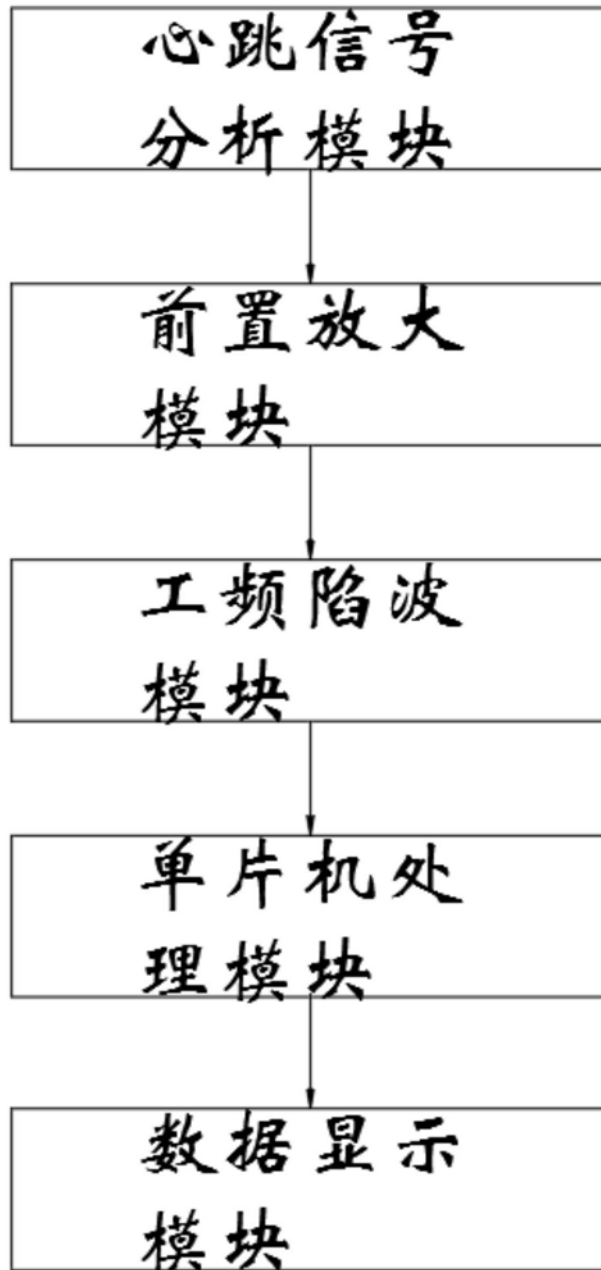 心跳信号
分析模块
前置放大
模块
工频陷波
模块
单片机处
理模块
数据显示
模块